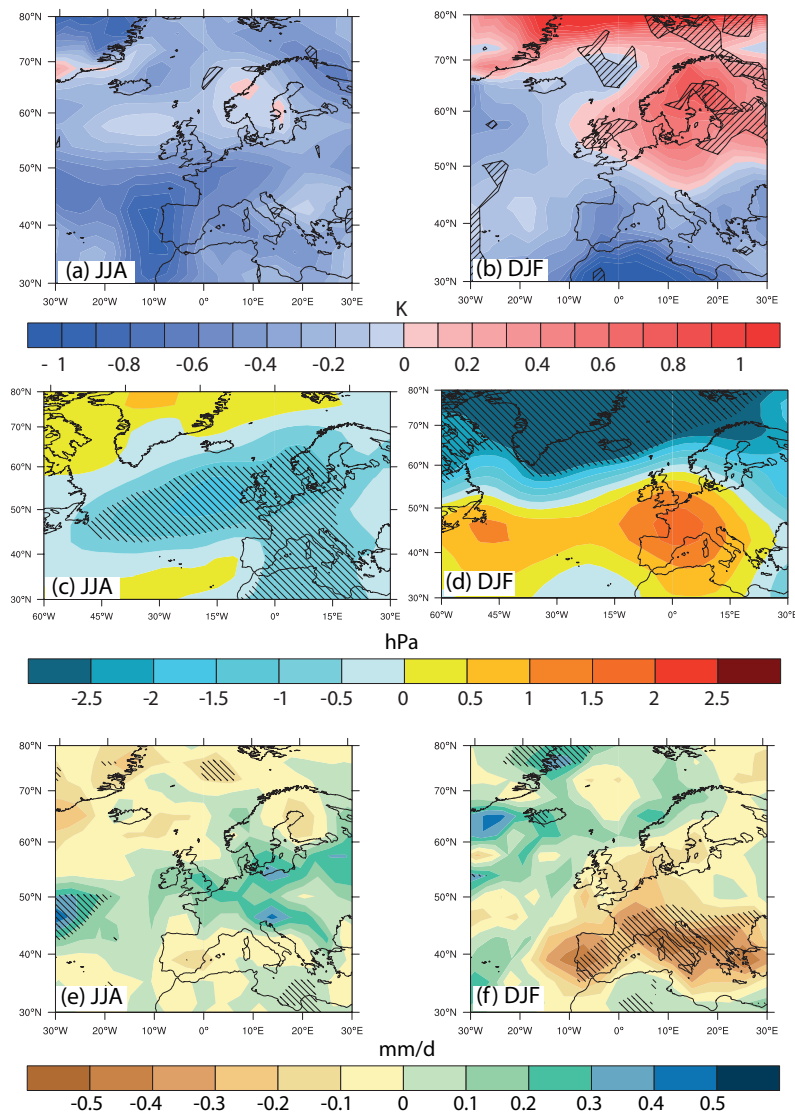 80°N 80°N
70°N 70°N
60°N 60°N
50°N 50°N
40°N 40°N
30°N 30°N
(a) JJA (b) DJF
30°W 20°W 10°W 0° 10°E 20°E 30°E 30°W 20°W 10°W 0° 10°E 20°E 30°E
K
- 1 -0.8 -0.6 -0.4 -0.2 0 0.2 0.4 0.6 0.8 1
80°N 80°N
70°N 70°N
60°N 60°N
50°N 50°N
40°N 40°N
30°N 30°N
(c) JJA (d) DJF
60°W 45°W 30°W 15°W 0° 15°E 30°E 60°W 45°W 30°W 15°W 0° 15°E 30°E
hPa
-2.5 -2 -1.5 -1 -0.5 0 0.5 1 1.5 2 2.5
80°N 80°N
70°N 70°N
60°N 60°N
50°N 50°N
40°N 40°N
30°N 30°N
(e) JJA (f) DJF
30°W 20°W 10°W 0° 10°E 20°E 30°E 30°W 20°W 10°W 0° 10°E 20°E 30°E
mm/d
-0.5 -0.4 -0.3 -0.2 -0.1 0 0.1 0.2 0.3 0.4 0.5